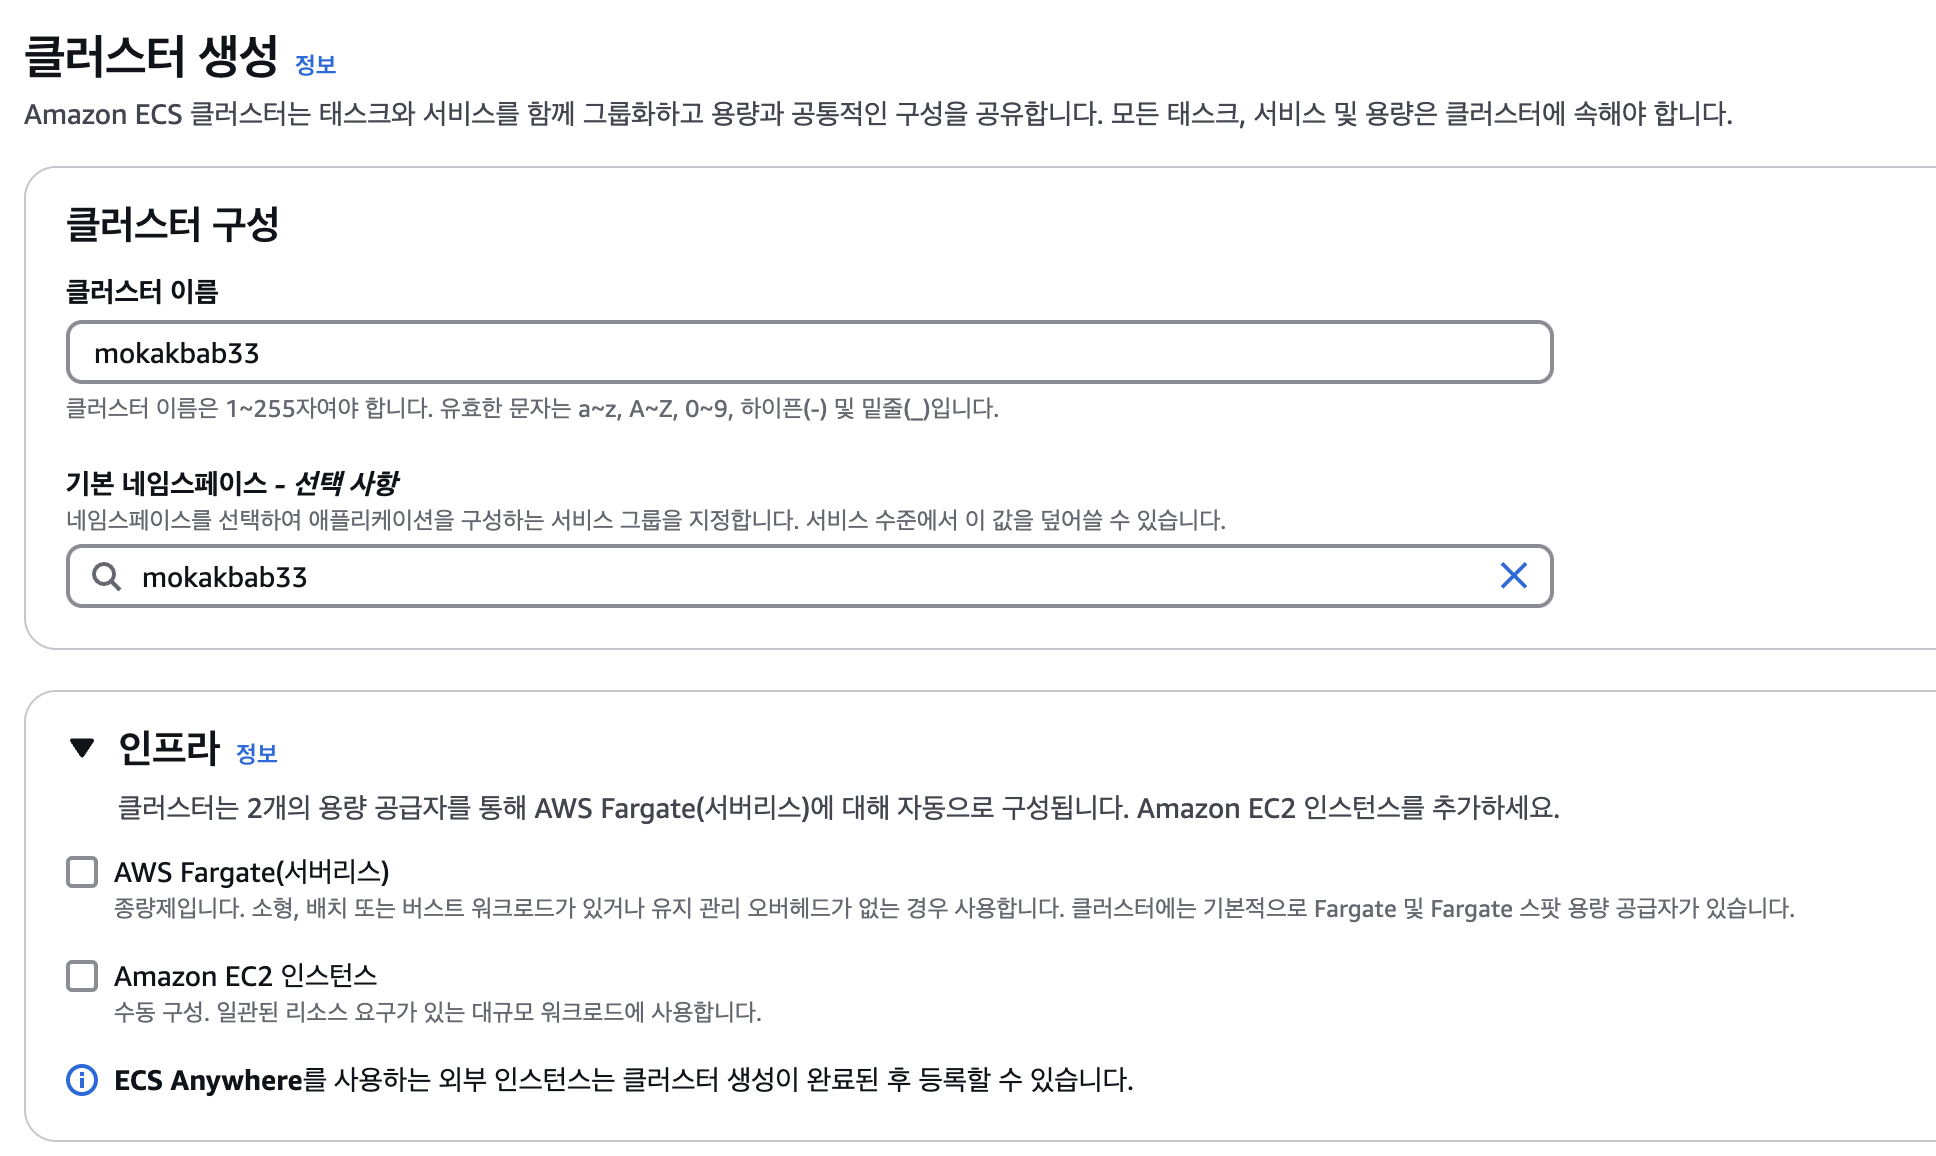 클러스터 생성 정보
Amazon ECS 클러스터는 태스크와 서비스를 함께 그룹화하고 용량과 공통적인 구성을 공유합니다. 모든 태스크, 서비스 및 용량은 클러스터에 속해야 합니다.
클러스터 구성
클러스터 이름
mokakbab33
클러스터 이름은 1~255자여야 합니다. 유효한 문자는 a~z, A~Z, 0~9, 하이픈(-) 및 밑줄(_)입니다.
기본 네임스페이스 - 선택 사항
네임스페이스를 선택하여 애플리케이션을 구성하는 서비스 그룹을 지정합니다. 서비스 수준에서 이 값을 덮어쓸 수 있습니다.
mokakbab33
인프라 정보
클러스터는 2개의 용량 공급자를 통해 AWS Fargate(서버리스)에 대해 자동으로 구성됩니다. Amazon EC2 인스턴스를 추가하세요.
AWS Fargate(서버리스)
종량제입니다. 소형, 배치 또는 버스트 워크로드가 있거나 유지 관리 오버헤드가 없는 경우 사용합니다. 클러스터에는 기본적으로 Fargate 및 Fargate 스팟 용량 공급자가 있습니다.
Amazon EC2 인스턴스
수동 구성. 일관된 리소스 요구가 있는 대규모 워크로드에 사용합니다.
ECS Anywhere를 사용하는 외부 인스턴스는 클러스터 생성이 완료된 후 등록할 수 있습니다.